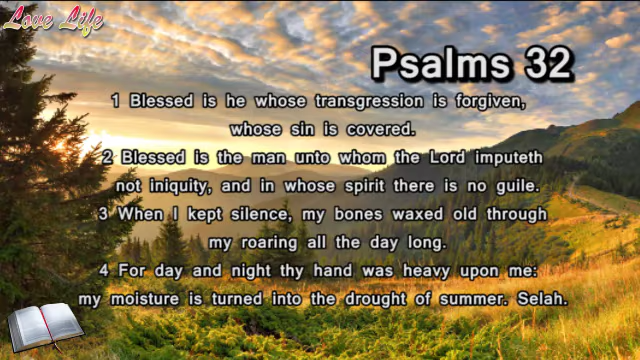 Love Life
Psalms 32
1 Blessed is he whose transgression is forgiven,
whose sin is covered.
2 Blessed is the man unto whom the Lord imputeth
not iniquity, and in whose spirit there is no guile.
3 When I kept silence, my bones waxed old through
my roaring all the day long.
4 For day and night thy hand was heavy upon me:
my moisture is turned into the drought of summer. Selah.